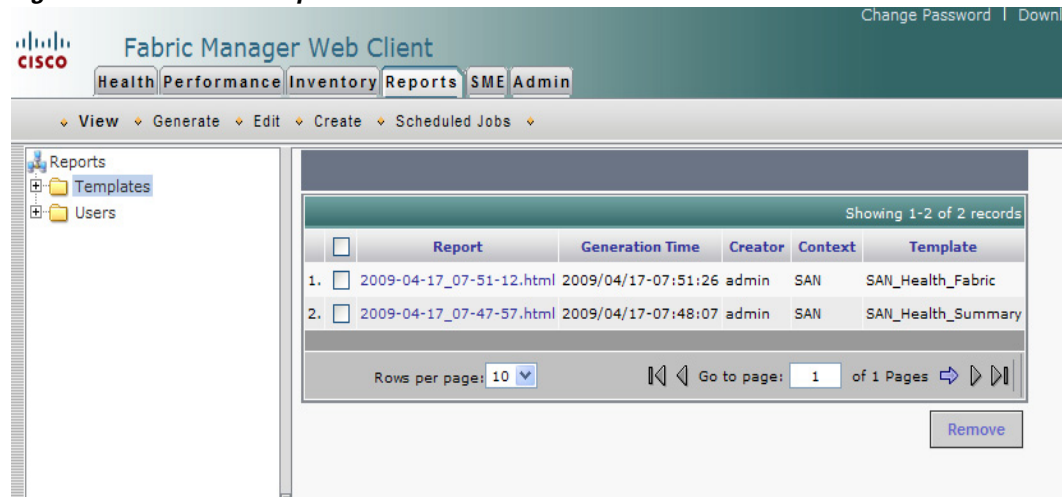 Change Password | Downl
CISCO
Fabric Manager Web Client
Health Performance Inventory Reports SME Admin
View Generate Edit Create Scheduled Jobs
Reports
Templates
Users
Showing 1-2 of 2 records
Report Generation Time Creator Context Template
1. 2009-04-17_07-51-12.html 2009/04/17-07:51:26 admin SAN SAN_Health_Fabric
2. 2009-04-17_07-47-57.html 2009/04/17-07:48:07 admin SAN SAN_Health_Summary
Rows per page: 10 Go to page: 1 of 1 Pages
Remove